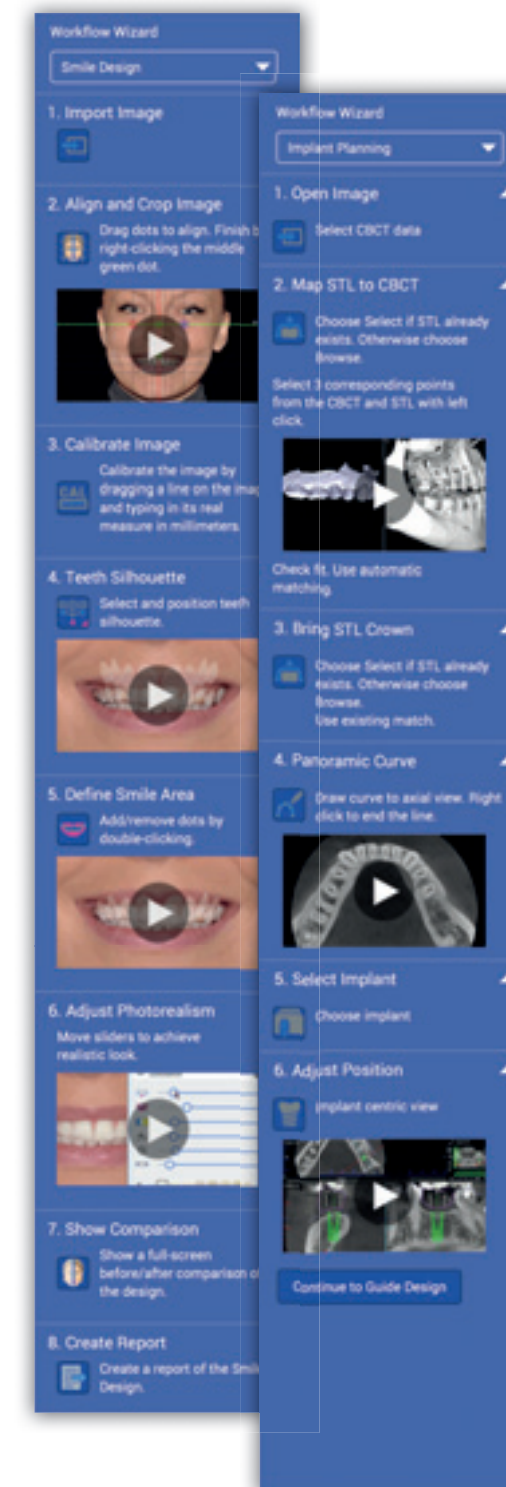 Workflow Wizard
Smile Design
1. Import Image
2. Align and Crop Image
Drag dots to align. Finish b
right-clicking the middle
green dot.
3. Calibrate Image
CAL
Calibrate the image by
dragging a line on the imag
and typing in its real
measure in millimeters.
4. Teeth Silhouette
Select and position teeth
silhouette.
5. Define Smile Area
Add/remove dots by
double-clicking.
6. Adjust Photorealism
Move sliders to achieve
realistic look.
7. Show Comparison
Show a full-screen
before/after comparison of
the design.
8. Create Report
Create a report of the Smile
Design.
Workflow Wizard
Implant Planning
1. Open Image
Select CBCT data
2. Map STL to CBCT
Choose Select if STL already
exists. Otherwise choose
Browse.
Select 3 corresponding points
from the CBCT and STL with left
click.
Check fit. Use automatic
matching.
3. Bring STL Crown
Choose Select if STL already
exists. Otherwise choose
Browse.
Use existing match.
4. Panoramic Curve
Draw curve to axial view. Right
click to end the line.
5. Select Implant
Choose implant
6. Adjust Position
Implant centric view
Continue to Guide Design